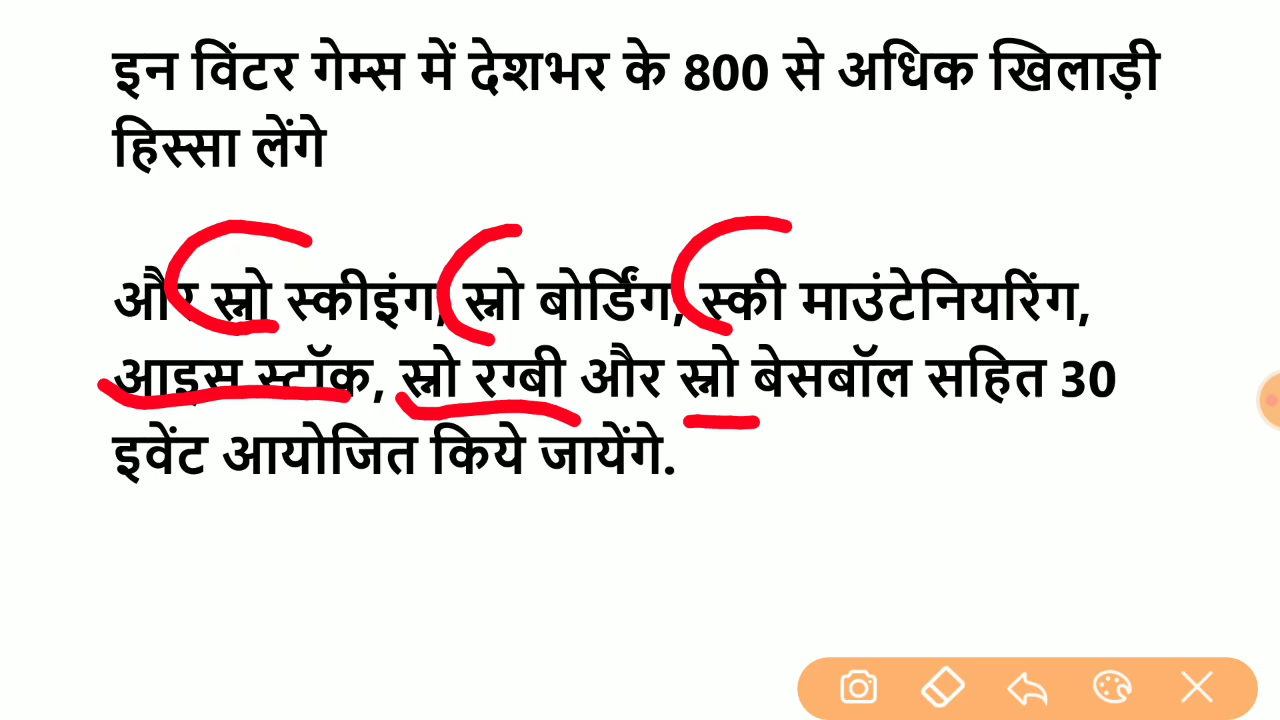 इन विंटर गेम्स में देशभर के 800 से अधिक खिलाड़ी
हिस्सा लेंगे
और स्नो स्कीइंग, स्नो बोर्डिंग, स्की माउंटेनियरिंग,
आइस स्टॉक, स्नो रग्बी और स्नो बेसबॉल सहित 30
इवेंट आयोजित किये जायेंगे.